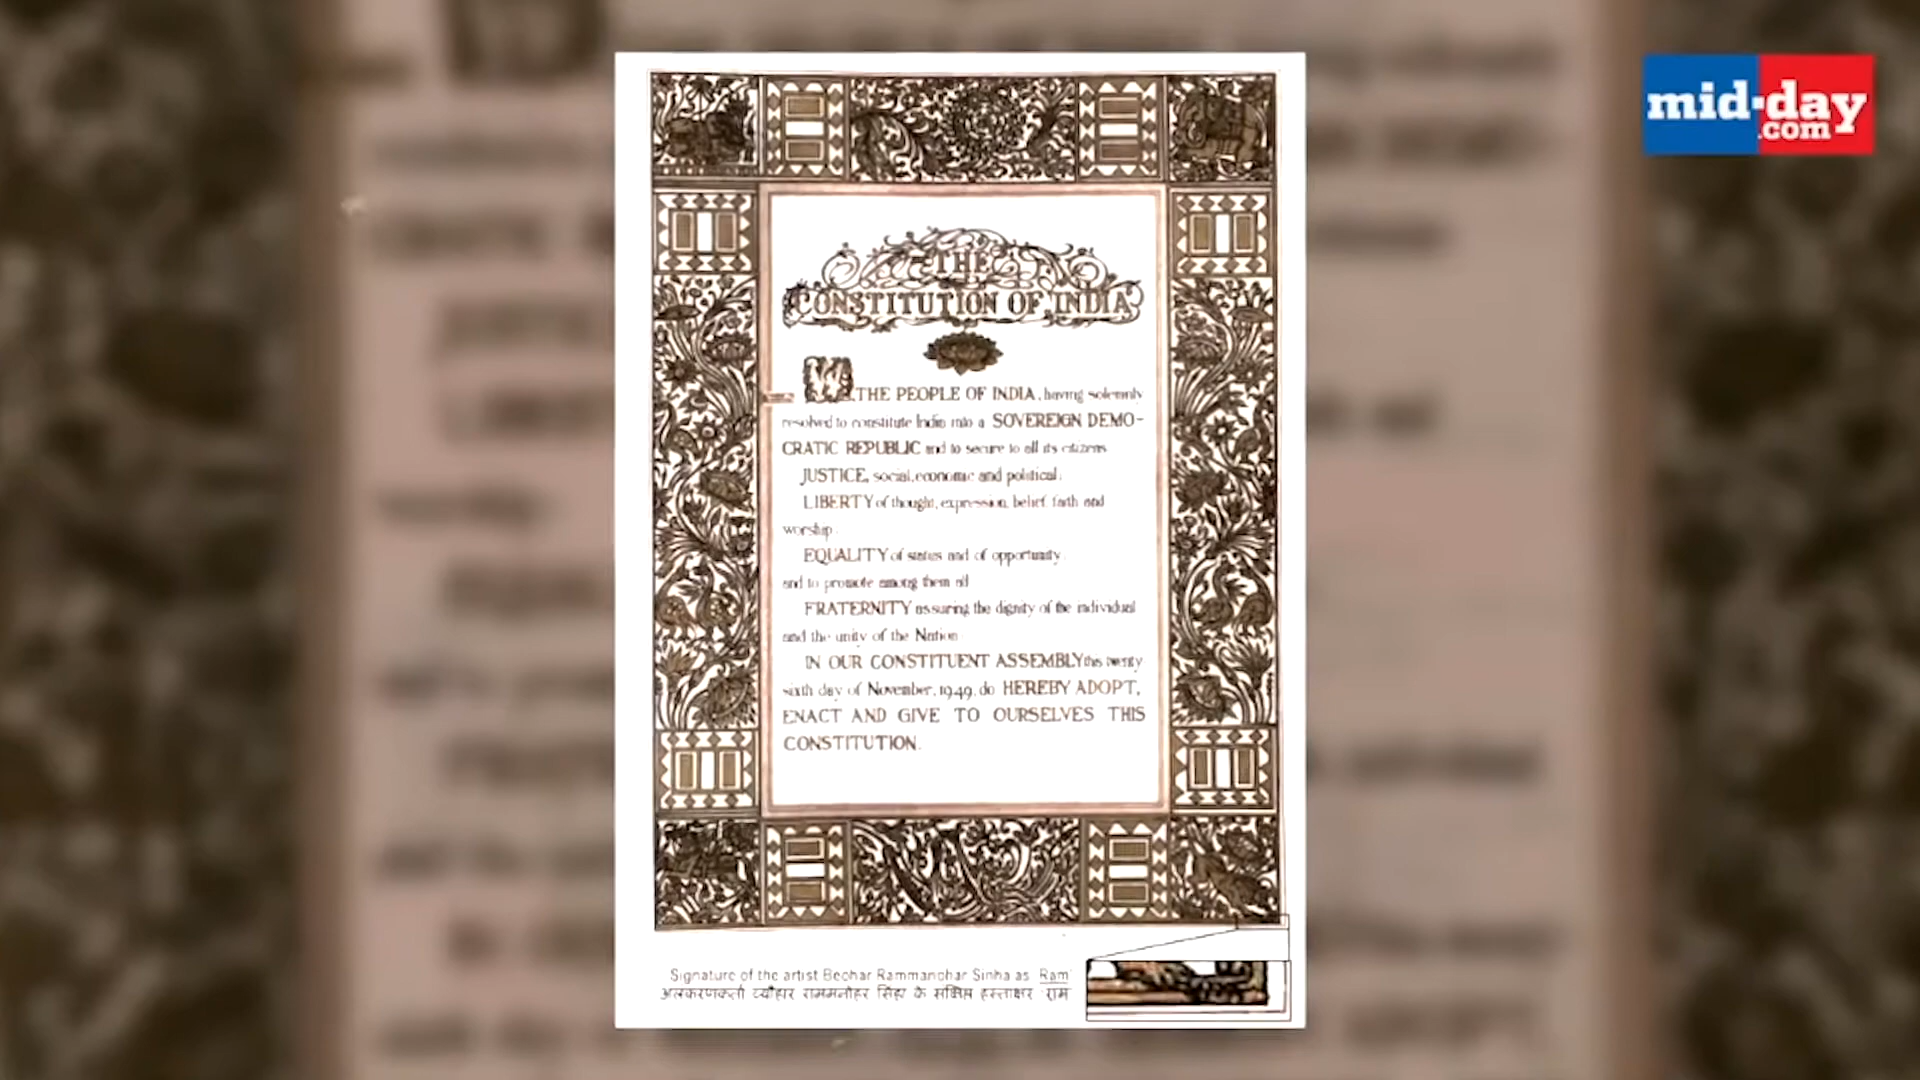 mid-day
.com
THE
CONSTITUTION OF INDIA
WE, THE PEOPLE OF INDIA, having solemnly
resolved to constitute India into a SOVEREIGN DEMO-
CRATIC REPUBLIC and to secure to all its citizens
JUSTICE, social, economic and political;
LIBERTY of thought, expression, belief, faith and
worship;
EQUALITY of status and of opportunity;
and to promote among them all
FRATERNITY assuring the dignity of the individual
and the unity of the Nation
IN OUR CONSTITUENT ASSEMBLY this twenty
sixth day of November, 1949, do HEREBY ADOPT,
ENACT AND GIVE TO OURSELVES THIS
CONSTITUTION.
Signature of the artist Beohar Rammanohar Sinha as Ram
अलंकरणकर्ता व्यौहार राममनोहर सिंहा के संक्षिप्त हस्ताक्षर राम